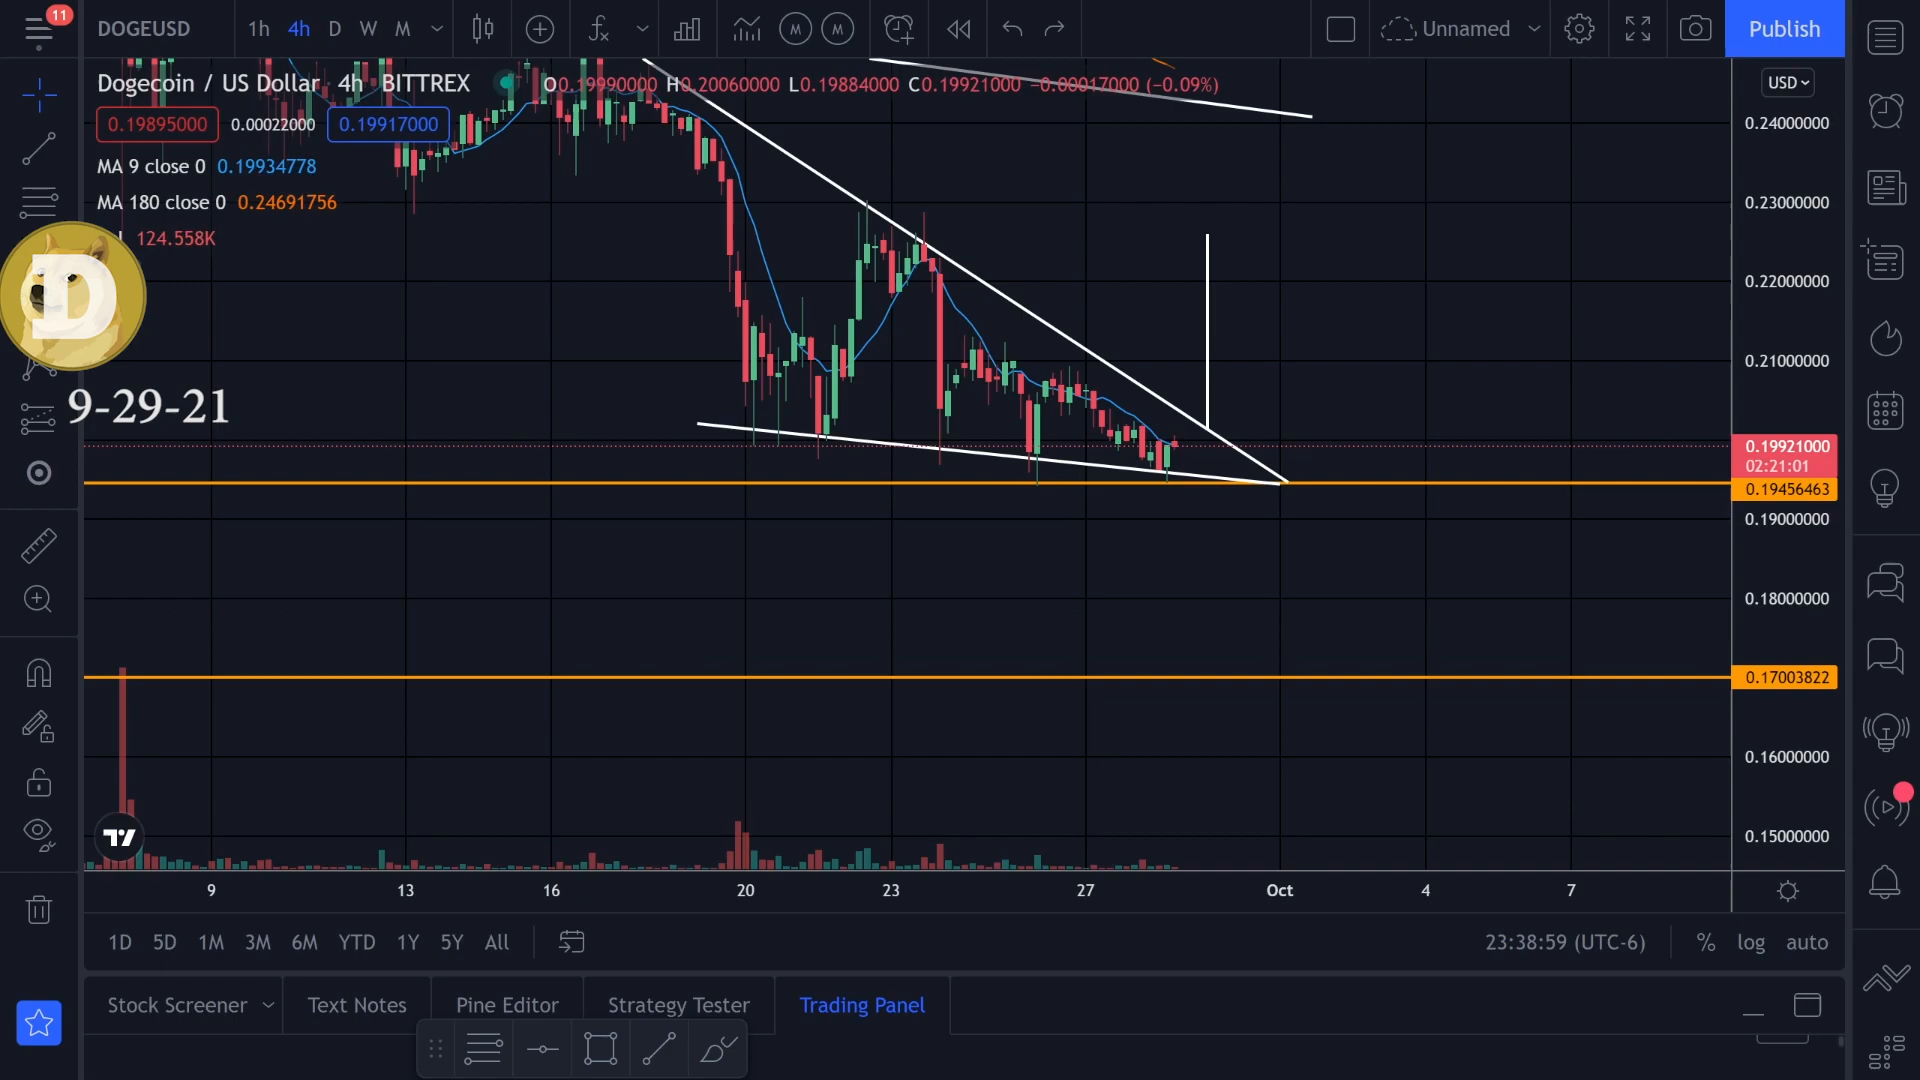 11
DOGEUSD 1h 4h D W M Unnamed Publish
Dogecoin / US Dollar 4h BITTREX O0.19990000 H0.20060000 L0.19884000 C0.19921000 −0.00017000 (−0.09%) USD
0.19895000 0.00022000 0.19917000 0.24000000
MA 9 close 0 0.19934778
MA 180 close 0 0.24691756 0.23000000
124.558K
0.22000000
D
0.21000000
9-29-21
0.19921000
02:21:01
0.19456463
0.19000000
0.18000000
0.17003822
0.16000000
0.15000000
9 13 16 20 23 27 Oct 4 7
1D 5D 1M 3M 6M YTD 1Y 5Y All 23:38:59 (UTC-6) % log auto
Stock Screener Text Notes Pine Editor Strategy Tester Trading Panel